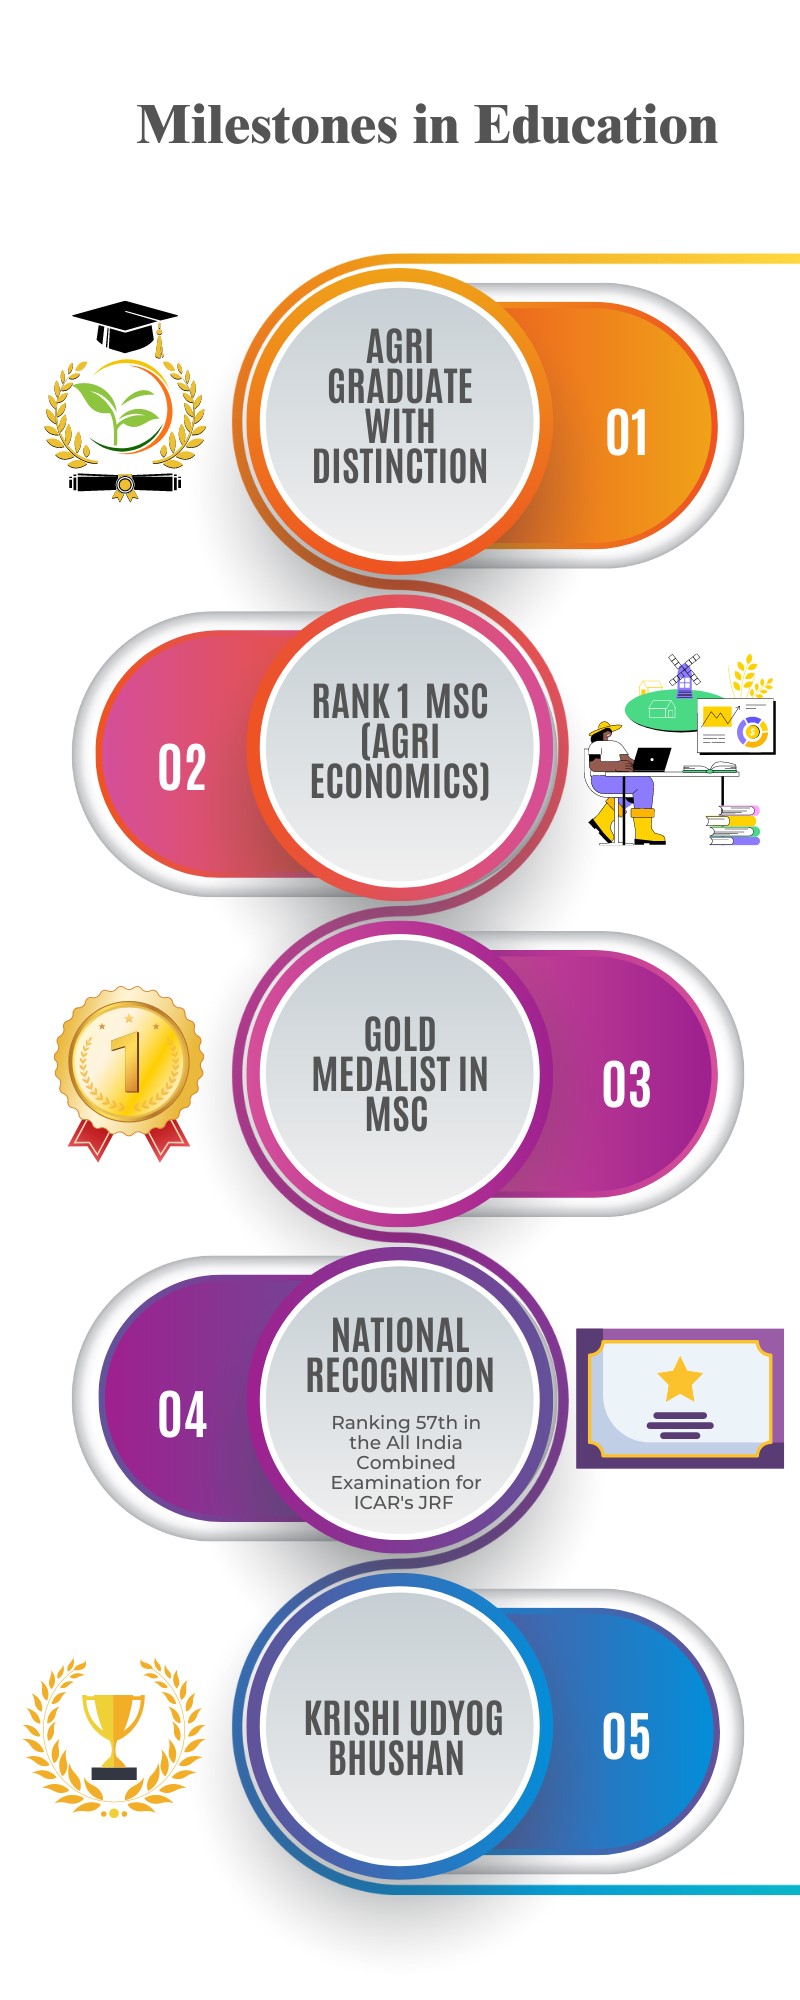 Milestones in Education
AGRI
GRADUATE
WITH
DISTINCTION
01
RANK 1 MSC
(AGRI
ECONOMICS)
02
$
1
GOLD
MEDALIST IN
MSC
03
NATIONAL
RECOGNITION
Ranking 57th in
the All India
Combined
Examination for
ICAR's JRF
04
KRISHI UDYOG
BHUSHAN
05